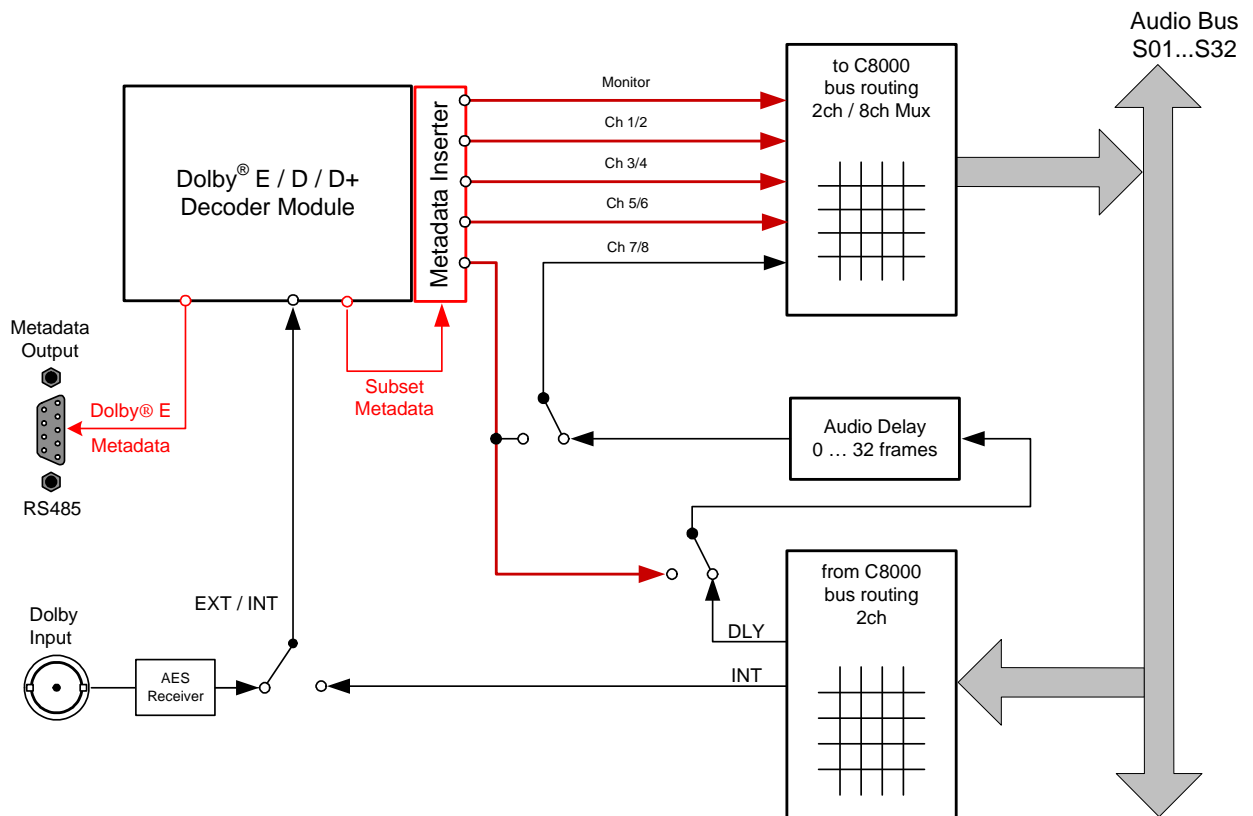 Audio Bus
S01...S32
Monitor
Ch 1/2
Ch 3/4
Ch 5/6
Ch 7/8
to C8000
bus routing
2ch / 8ch Mux
Dolby® E / D / D+
Decoder Module
Metadata Inserter
Metadata
Output
Dolby® E
Metadata
RS485
Subset
Metadata
Audio Delay
0 … 32 frames
from C8000
bus routing
2ch
EXT / INT
DLY
INT
Dolby
Input
AES
Receiver